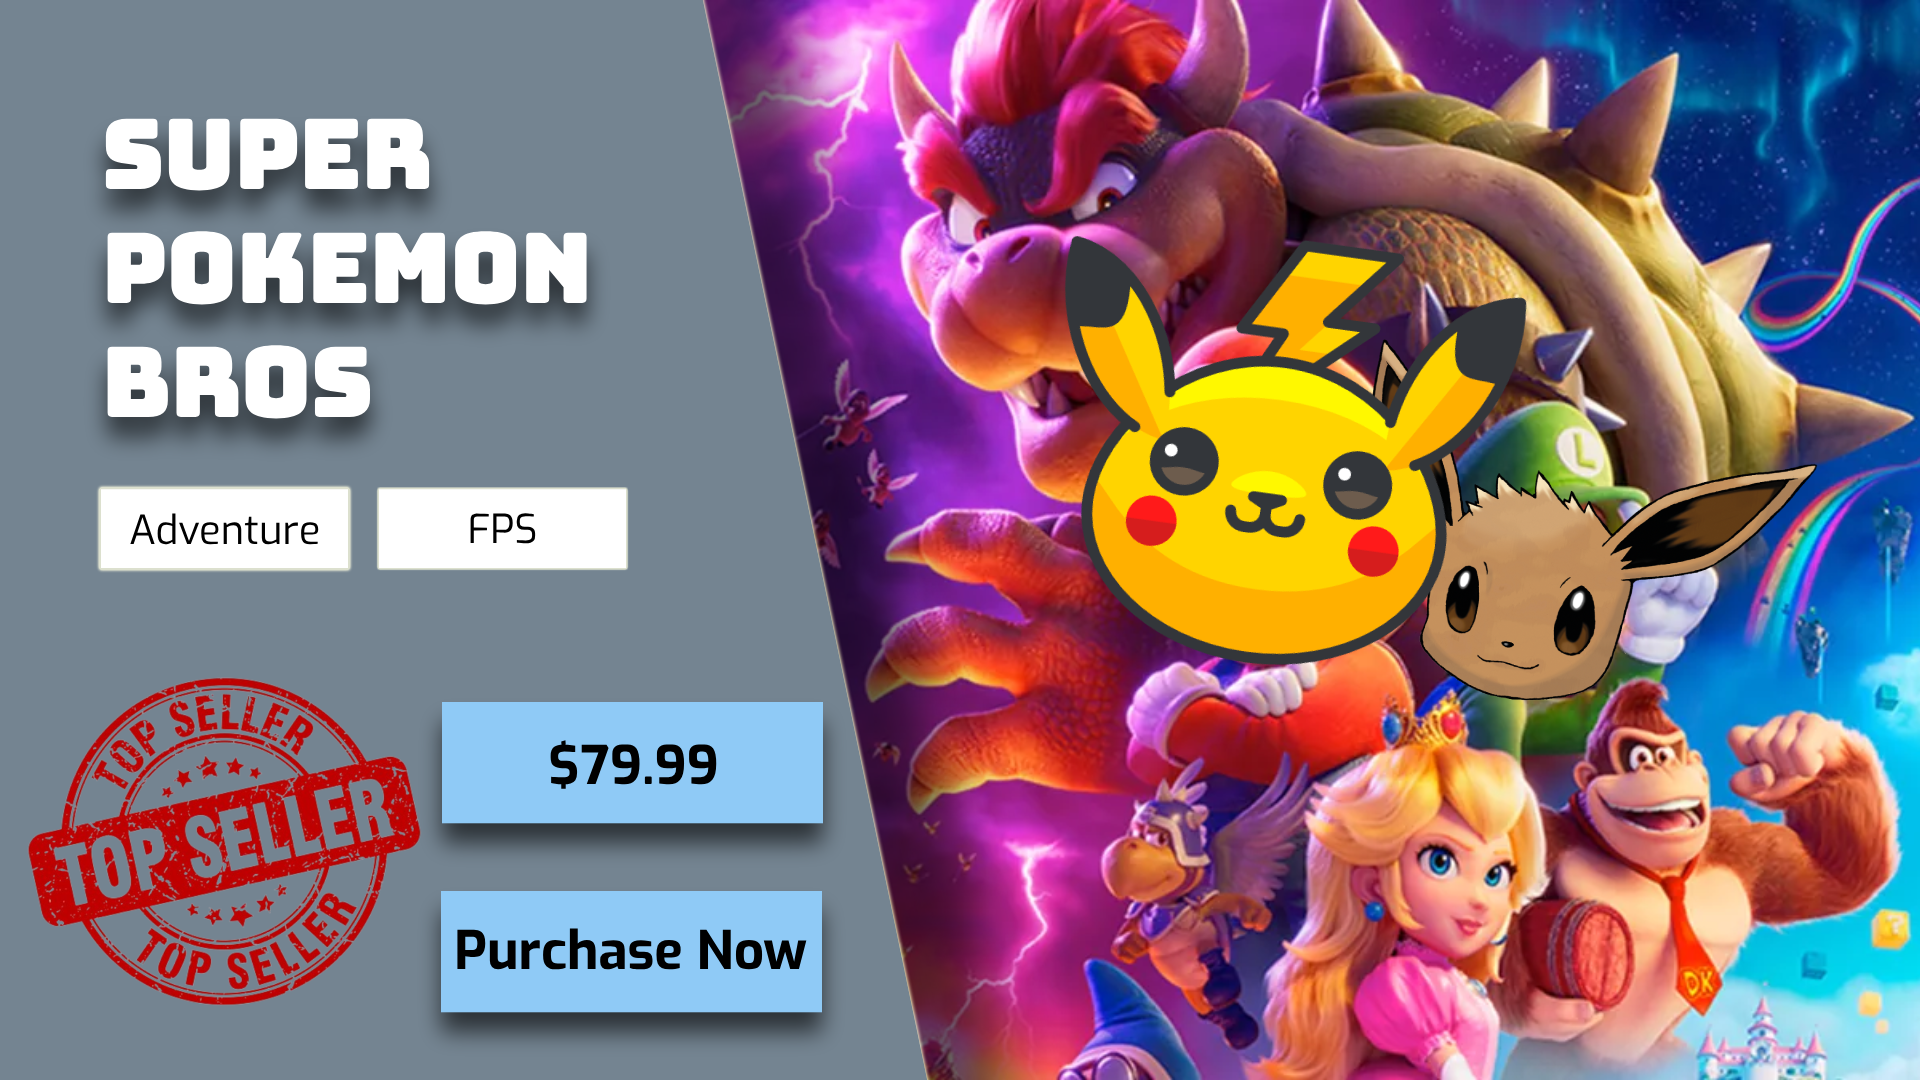 SUPER
POKEMON
BROS
Adventure
FPS
TOP SELLER
TOP SELLER
TOP SELLER
$79.99
Purchase Now
L
DK